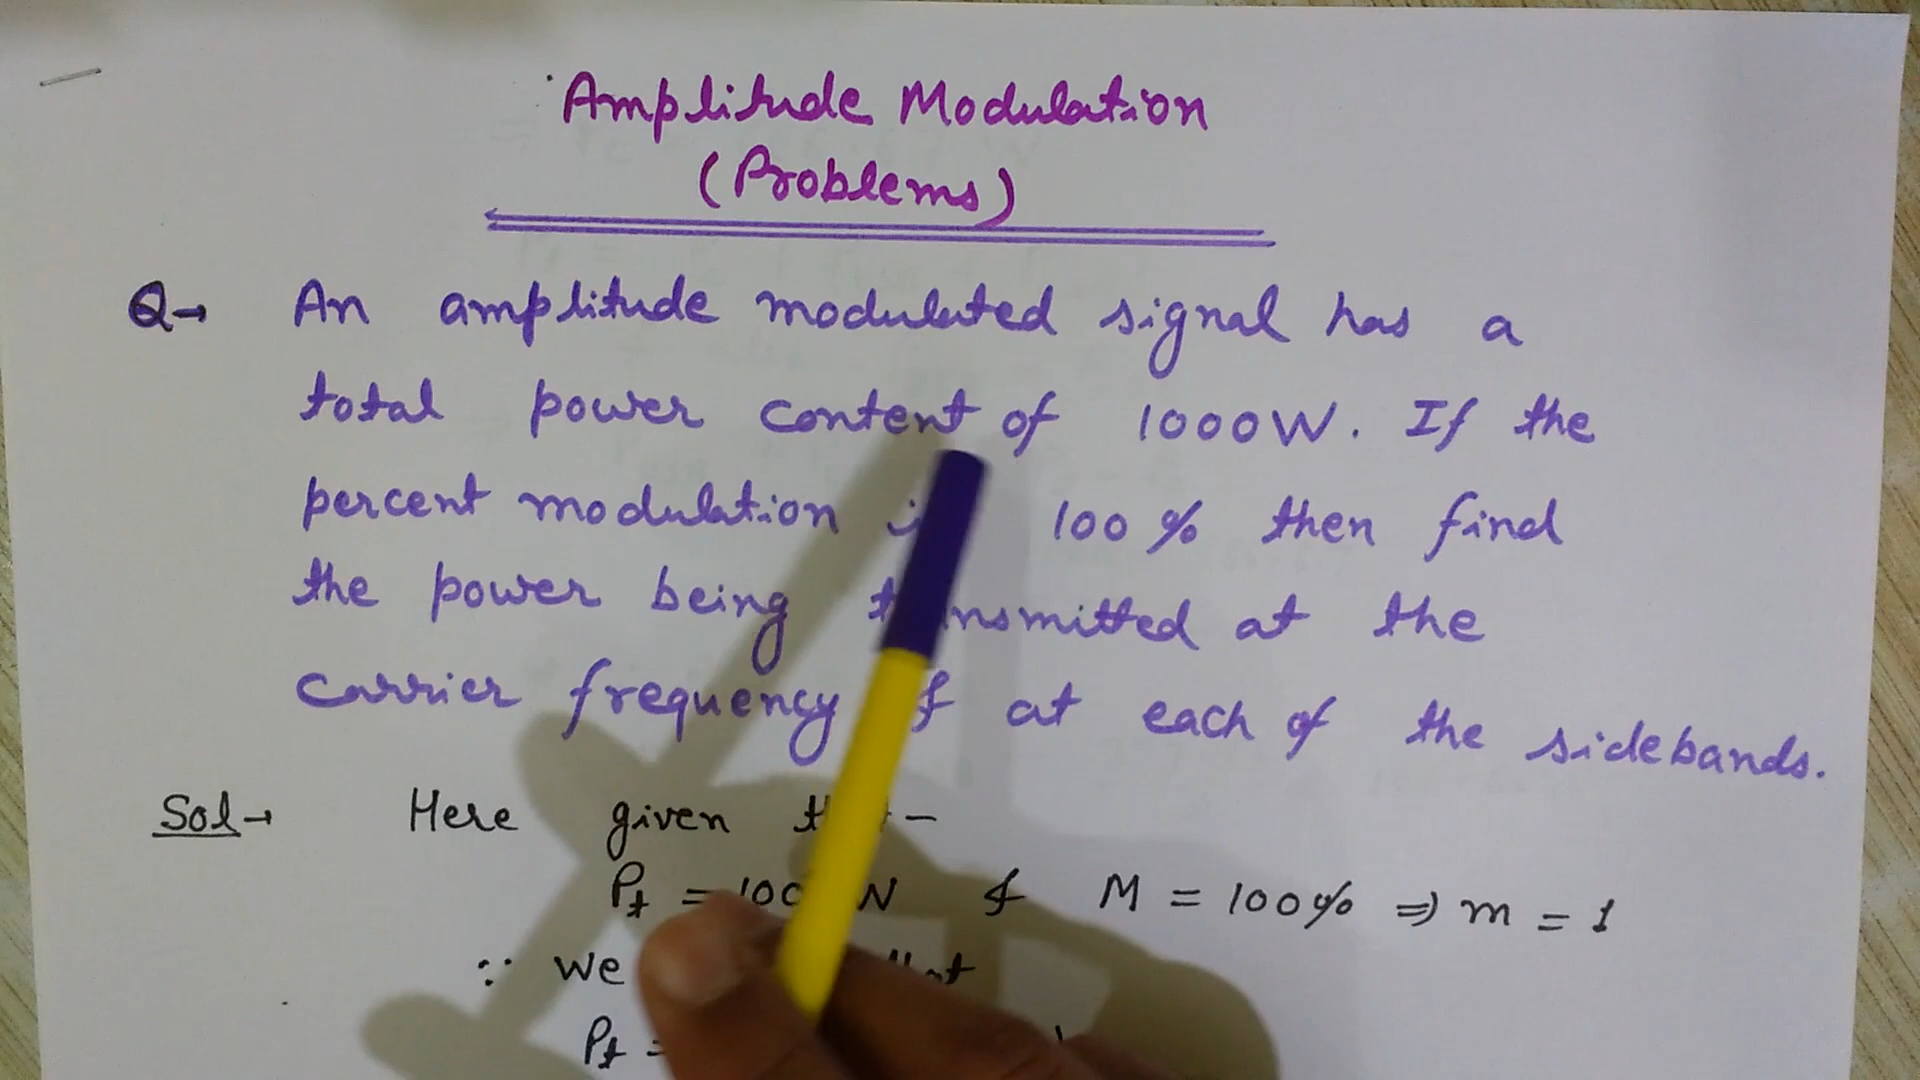 Amplitude Modulation
(Problems)
Q→ An amplitude modulated signal has a
total power content of 1000W. If the
percent modulation 100% then find
the power being at the
carrier frequency & at each of the sidebands.
Sol→ Here given –
Pt = W & M = 100% ⇒ m = 1
∵ we
Pt =